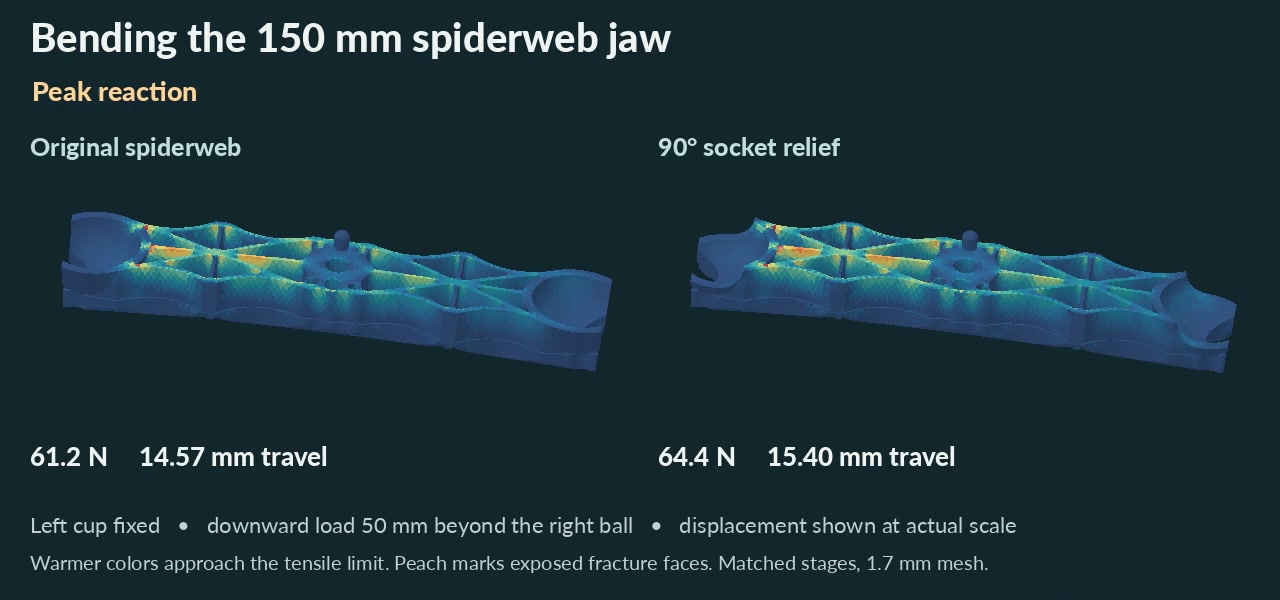 Bending the 150 mm spiderweb jaw
Peak reaction
Original spiderweb
90° socket relief
61.2 N 14.57 mm travel
64.4 N 15.40 mm travel
Left cup fixed • downward load 50 mm beyond the right ball • displacement shown at actual scale
Warmer colors approach the tensile limit. Peach marks exposed fracture faces. Matched stages, 1.7 mm mesh.